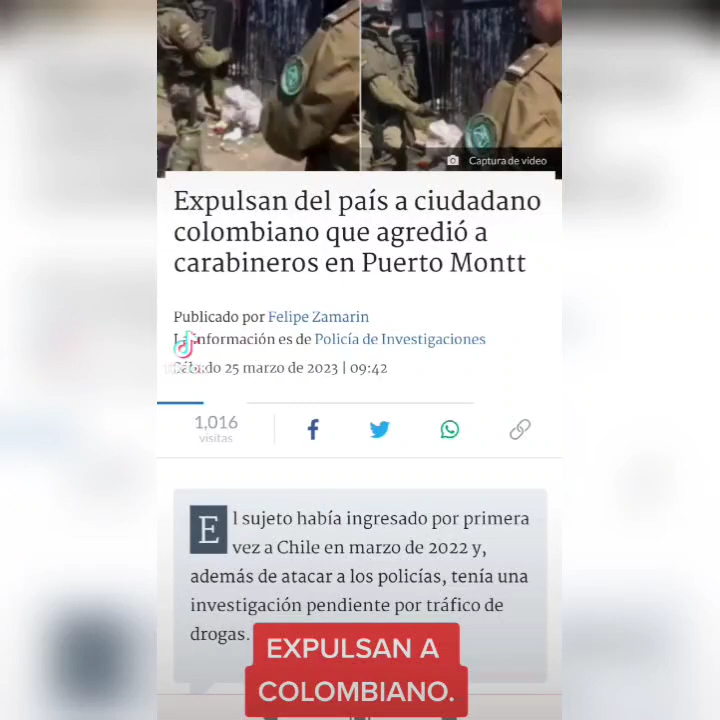 Captura de video
Expulsan del país a ciudadano
colombiano que agredió a
carabineros en Puerto Montt
Publicado por Felipe Zamarin
La información es de Policía de Investigaciones
Sábado 25 marzo de 2023 | 09:42
1,016
visitas
El sujeto había ingresado por primera
vez a Chile en marzo de 2022 y,
además de atacar a los policías, tenía una
investigación pendiente por tráfico de
drogas.
EXPULSAN A
COLOMBIANO.